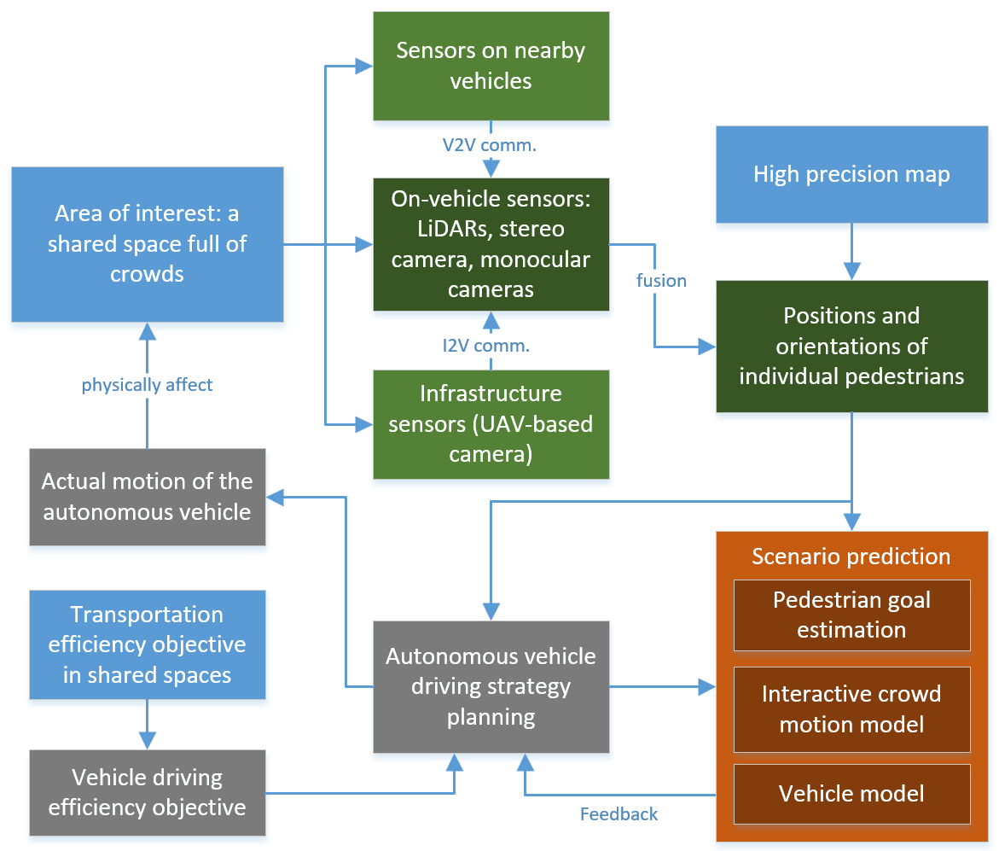 Sensors on nearby
vehicles
V2V comm.
High precision map
Area of interest: a
shared space full of
crowds
On-vehicle sensors:
LiDARs, stereo
camera, monocular
cameras
fusion
Positions and
orientations of
individual pedestrians
I2V comm.
physically affect
Infrastructure
sensors (UAV-based
camera)
Actual motion of the
autonomous vehicle
Scenario prediction
Pedestrian goal
estimation
Interactive crowd
motion model
Vehicle model
Transportation
efficiency objective
in shared spaces
Autonomous vehicle
driving strategy
planning
Vehicle driving
efficiency objective
Feedback